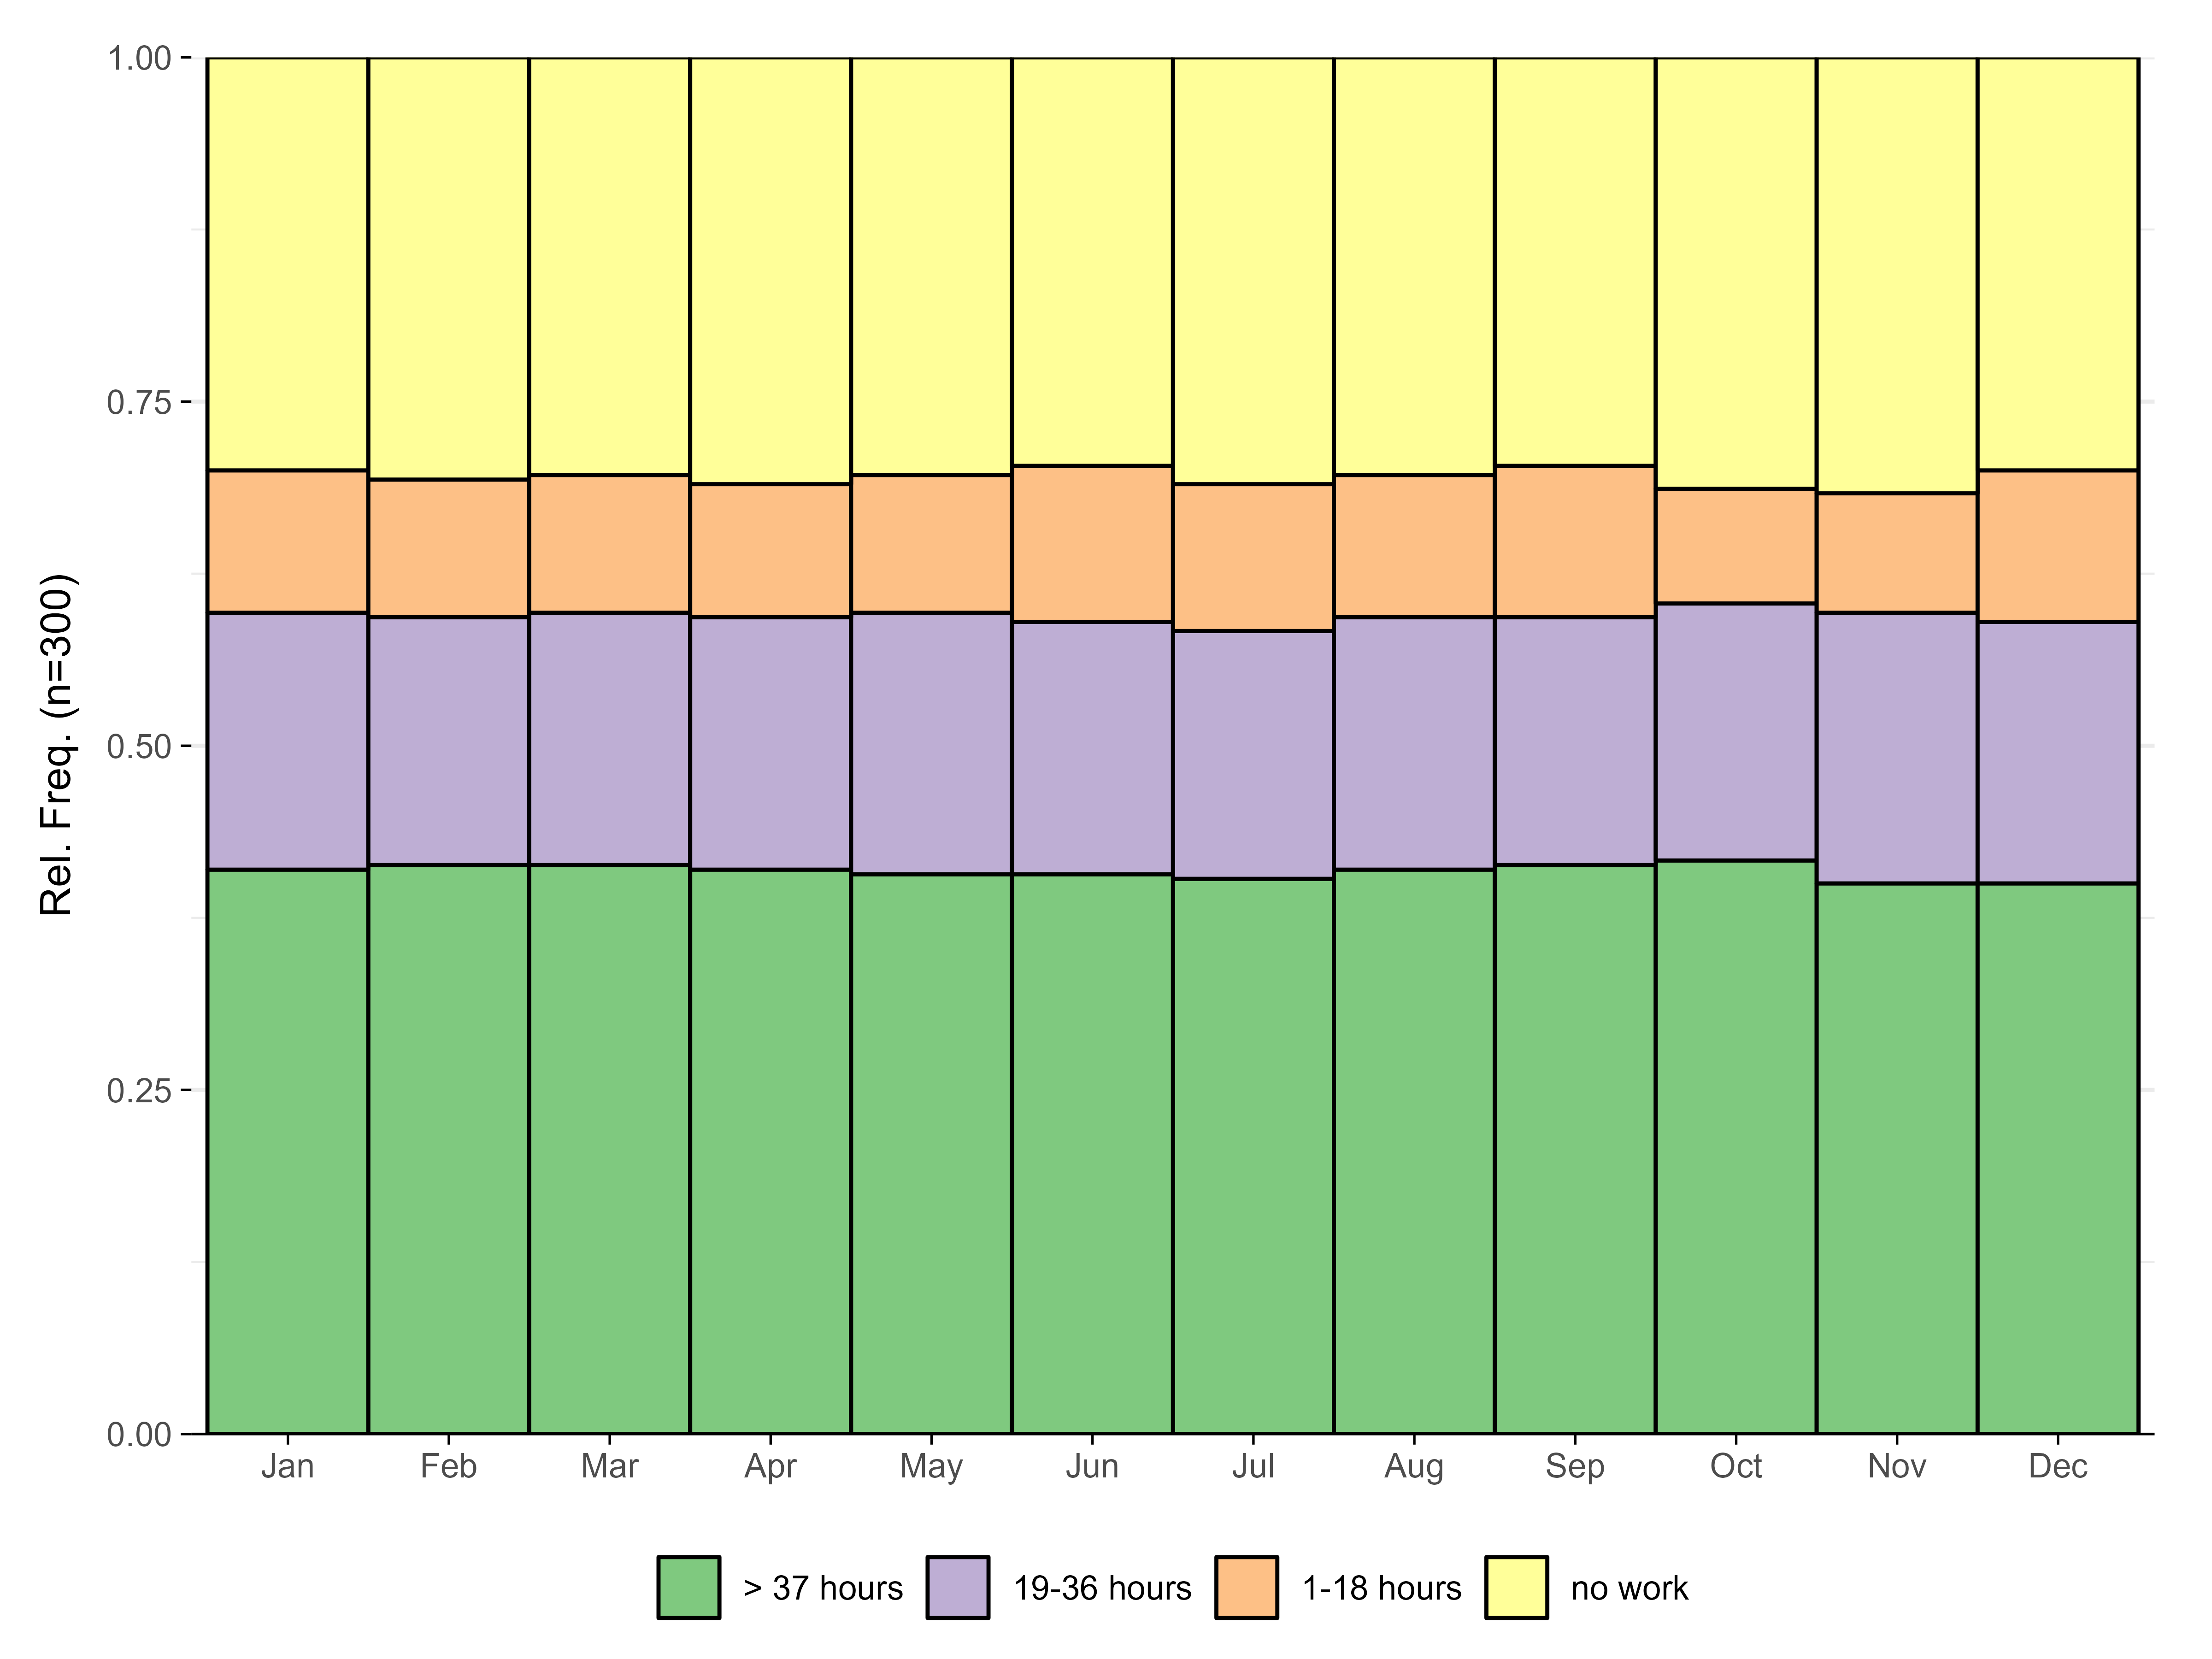 Rel. Freq. (n=300)
1.00
0.75
0.50
0.25
0.00
Jan Feb Mar Apr May Jun Jul Aug Sep Oct Nov Dec
> 37 hours 19-36 hours 1-18 hours no work